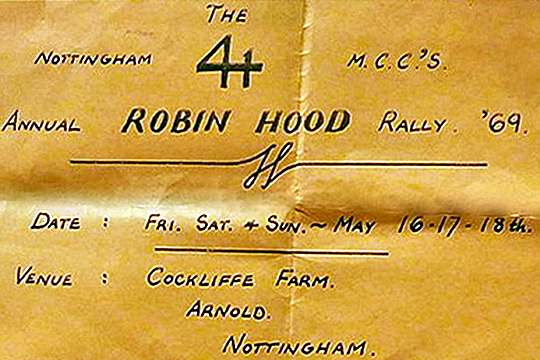 The
Nottingham 4t M.C.C.'s.
Annual ROBIN HOOD Rally. '69.
Date : Fri. Sat. + Sun. ~ May 16-17-18th.
Venue : Cockliffe Farm.
Arnold.
Nottingham.